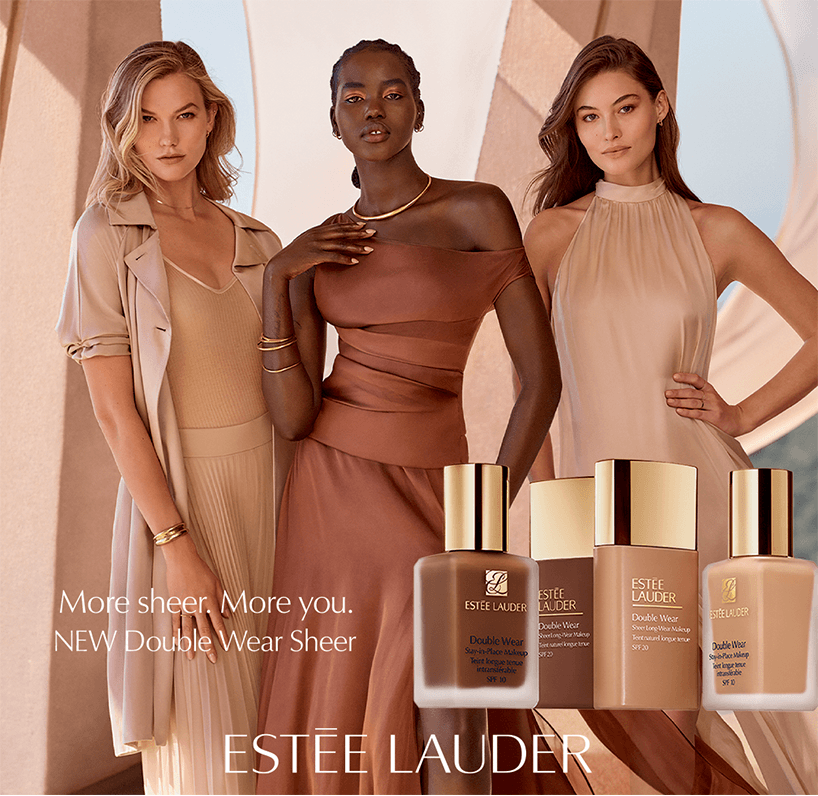 More sheer. More you.
NEW Double Wear Sheer
ESTĒE LAUDER
ESTĒE LAUDER
Double Wear
Stay-in-Place Makeup
Teint longue tenue
intransférable
SPF 10
ESTĒE
LAUDER
Double Wear
Sheer Long-Wear Makeup
Teint naturel longue tenue
SPF 20
ESTĒE
LAUDER
Double Wear
Sheer Long-Wear Makeup
Teint naturel longue tenue
SPF 20
ESTĒE LAUDER
Double Wear
Stay-in-Place Makeup
Teint longue tenue
intransférable
SPF 10